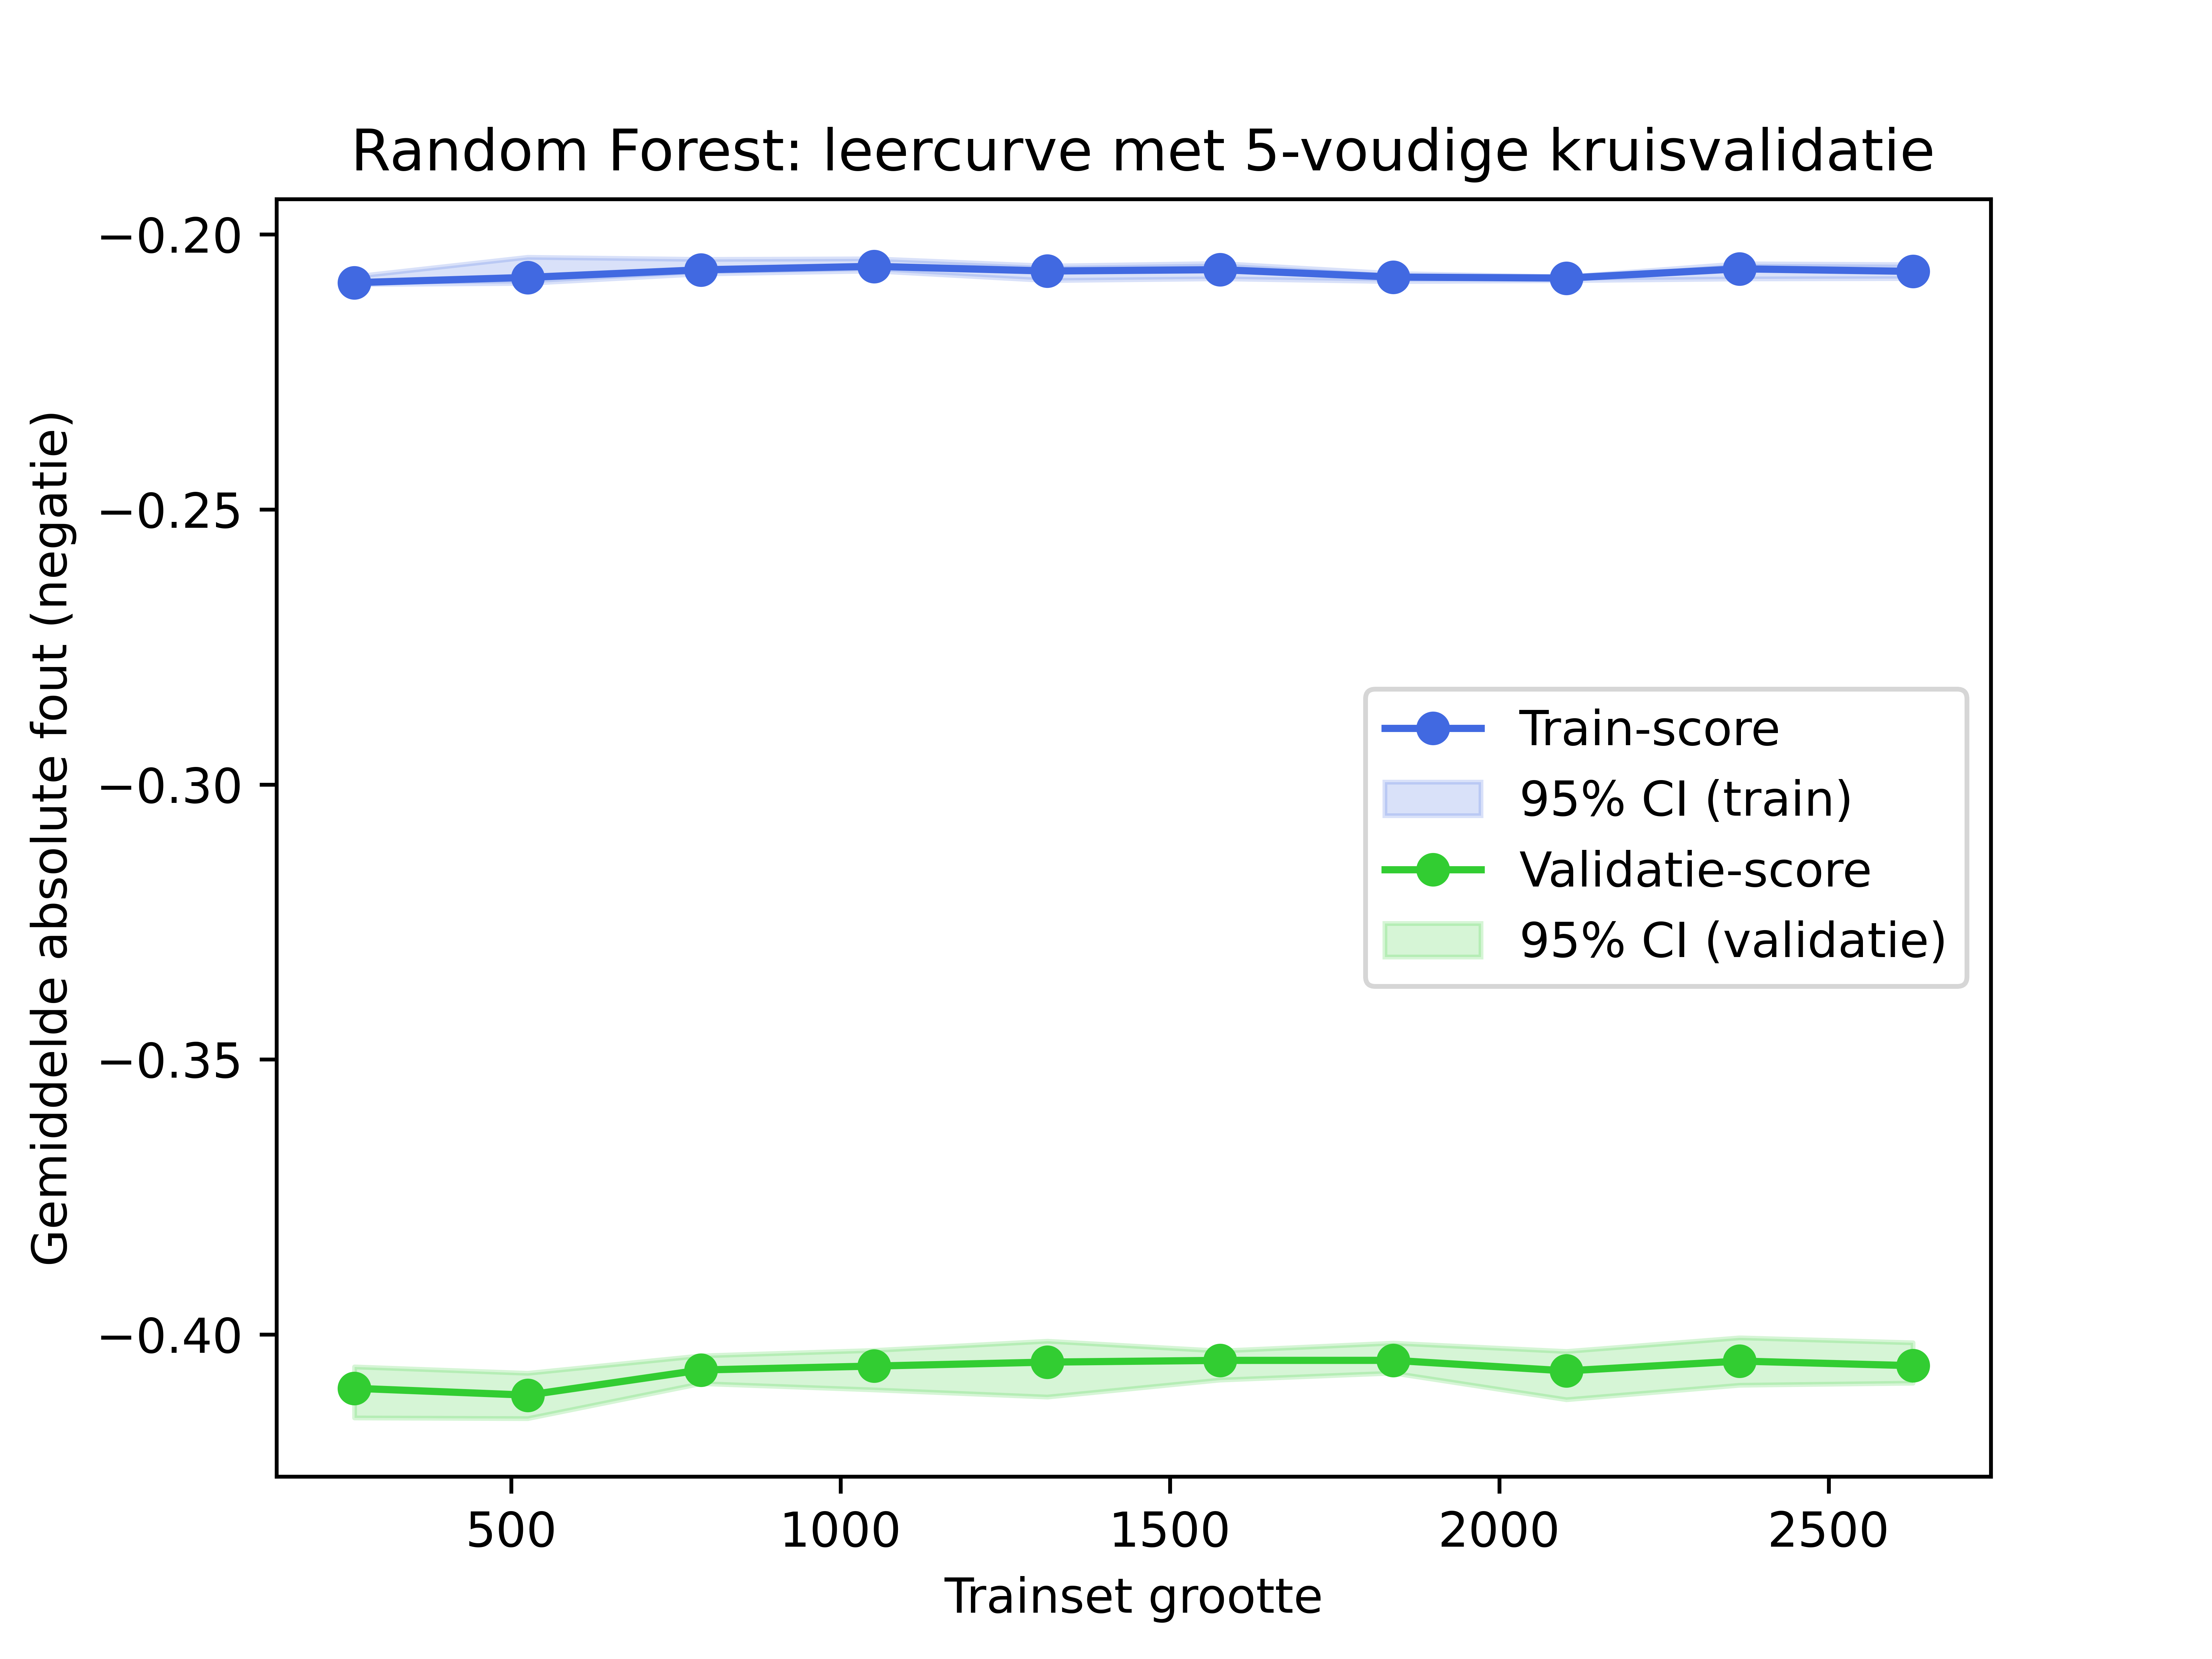 Random Forest: leercurve met 5-voudige kruisvalidatie
Gemiddelde absolute fout (negatie)
−0.20
−0.25
−0.30
−0.35
−0.40
Train-score
95% CI (train)
Validatie-score
95% CI (validatie)
500 1000 1500 2000 2500
Trainset grootte